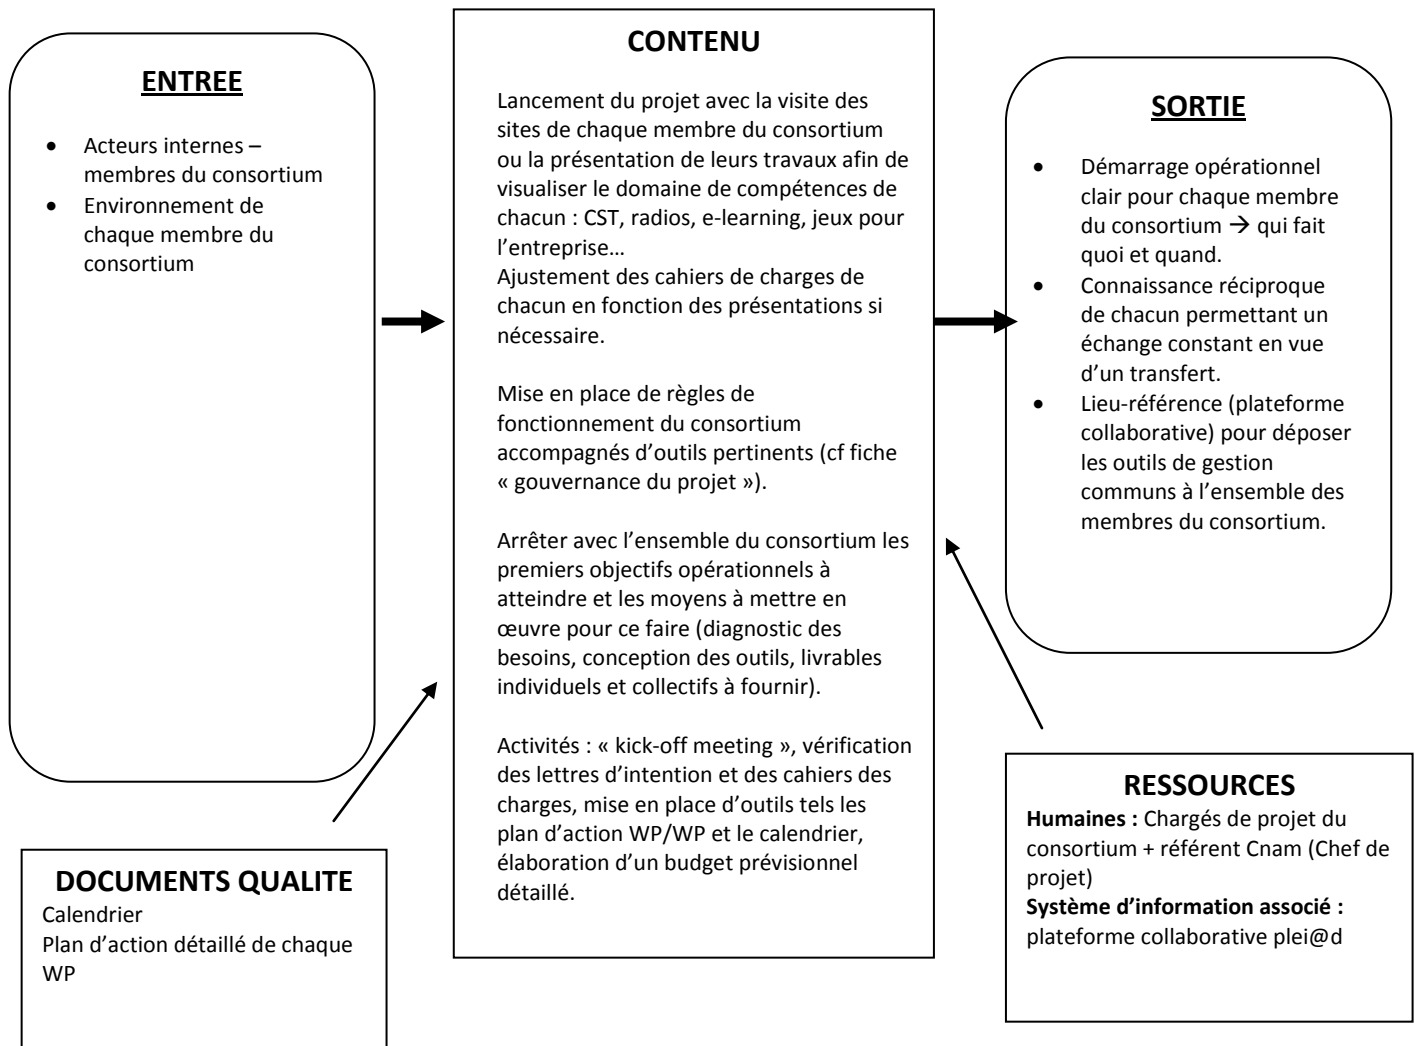 ENTREE
• Acteurs internes –
membres du consortium
• Environnement de
chaque membre du
consortium
CONTENU
Lancement du projet avec la visite des
sites de chaque membre du consortium
ou la présentation de leurs travaux afin de
visualiser le domaine de compétences de
chacun : CST, radios, e-learning, jeux pour
l’entreprise…
Ajustement des cahiers de charges de
chacun en fonction des présentations si
nécessaire.
Mise en place de règles de
fonctionnement du consortium
accompagnés d’outils pertinents (cf fiche
« gouvernance du projet »).
Arrêter avec l’ensemble du consortium les
premiers objectifs opérationnels à
atteindre et les moyens à mettre en
œuvre pour ce faire (diagnostic des
besoins, conception des outils, livrables
individuels et collectifs à fournir).
Activités : « kick-off meeting », vérification
des lettres d’intention et des cahiers des
charges, mise en place d’outils tels les
plan d’action WP/WP et le calendrier,
élaboration d’un budget prévisionnel
détaillé.
SORTIE
• Démarrage opérationnel
clair pour chaque membre
du consortium → qui fait
quoi et quand.
• Connaissance réciproque
de chacun permettant un
échange constant en vue
d’un transfert.
• Lieu-référence (plateforme
collaborative) pour déposer
les outils de gestion
communs à l’ensemble des
membres du consortium.
DOCUMENTS QUALITE
Calendrier
Plan d’action détaillé de chaque
WP
RESSOURCES
Humaines : Chargés de projet du
consortium + référent Cnam (Chef de
projet)
Système d’information associé :
plateforme collaborative plei@d